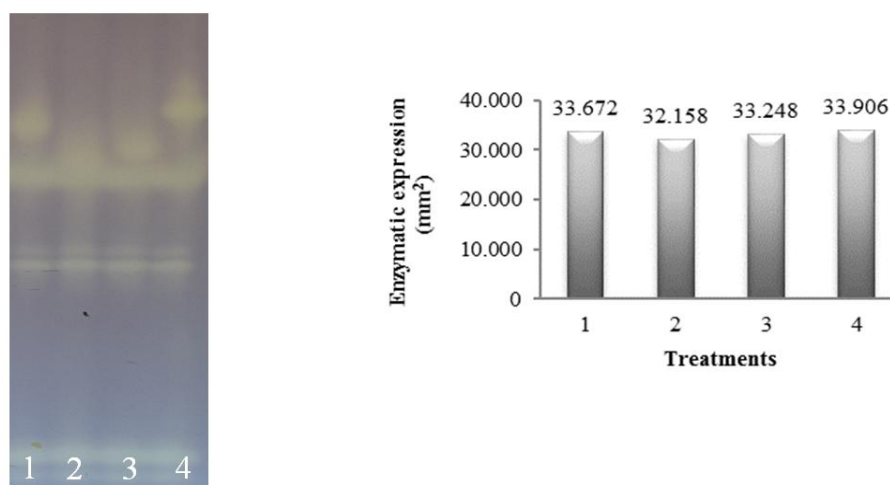 1 2 3 4
Enzymatic expression
(mm²)
40.000
30.000
20.000
10.000
0
33.672 32.158 33.248 33.906
1 2 3 4
Treatments